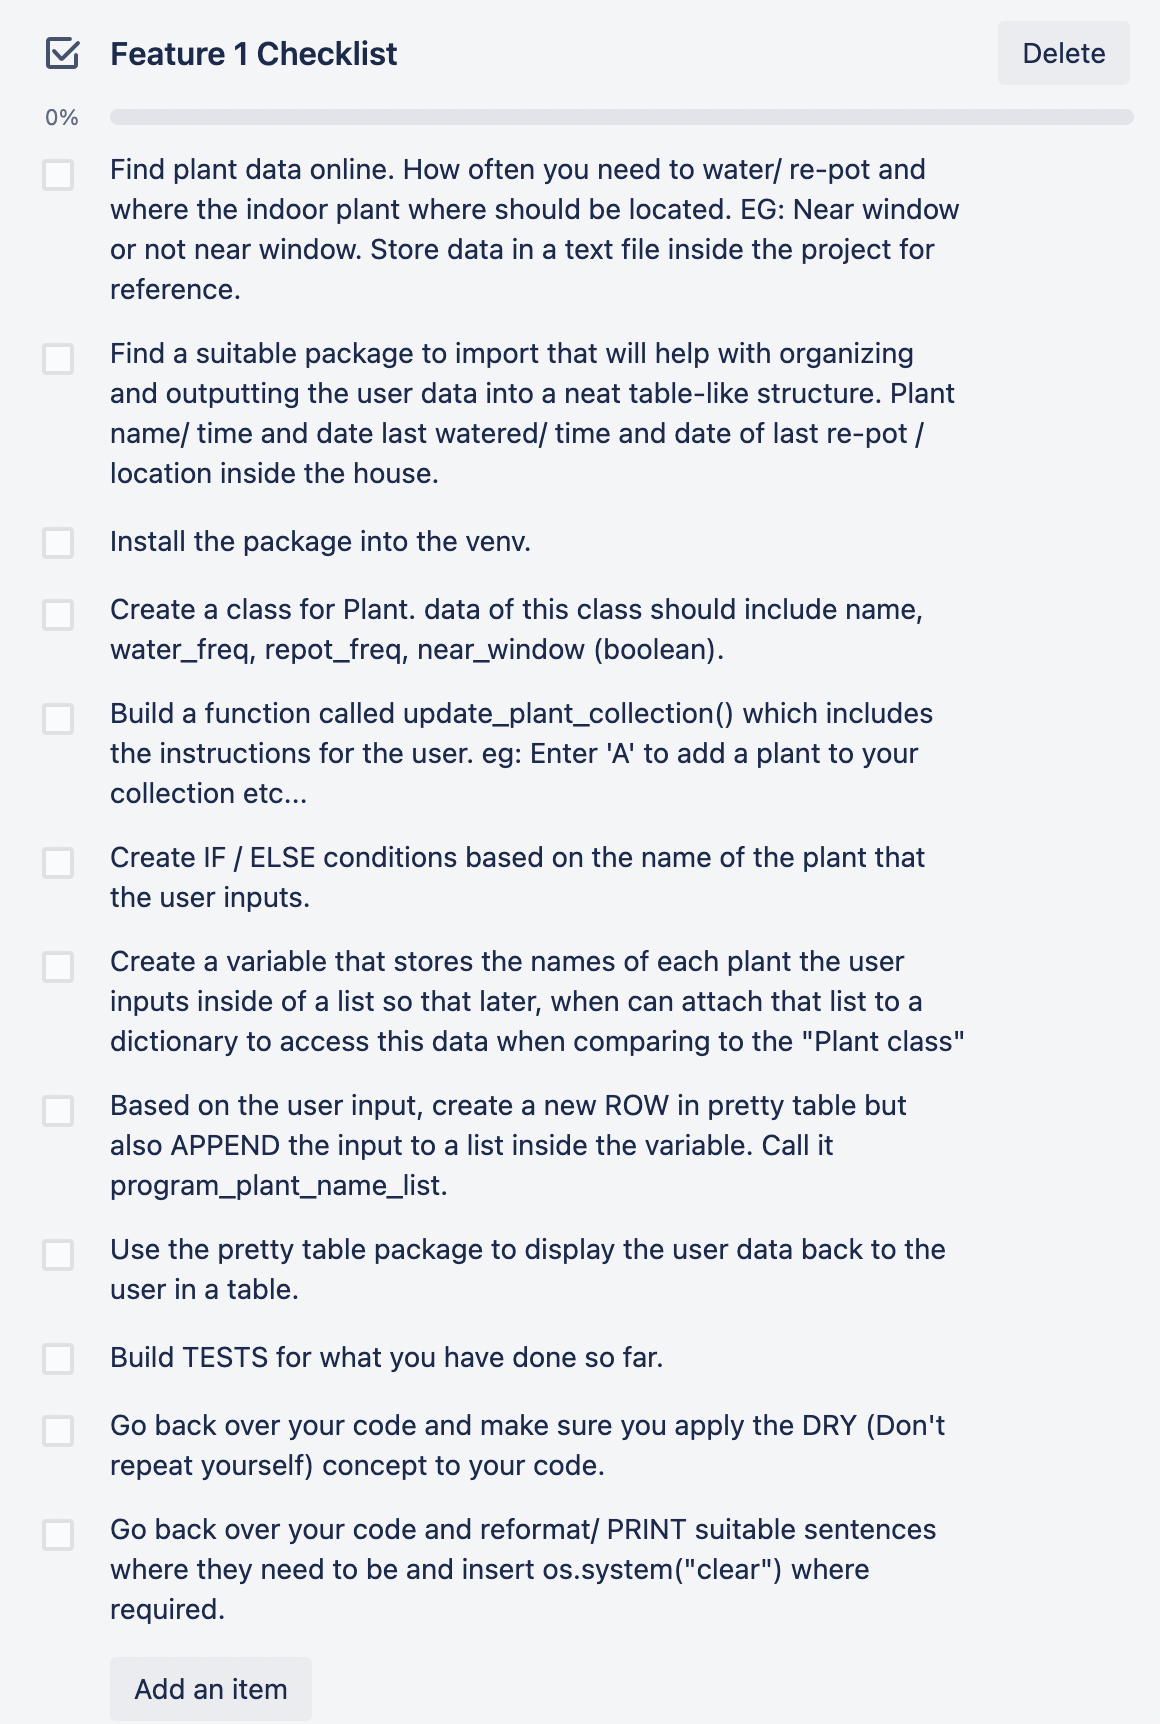 Feature 1 Checklist
Delete
0%
Find plant data online. How often you need to water/ re-pot and
where the indoor plant where should be located. EG: Near window
or not near window. Store data in a text file inside the project for
reference.
Find a suitable package to import that will help with organizing
and outputting the user data into a neat table-like structure. Plant
name/ time and date last watered/ time and date of last re-pot /
location inside the house.
Install the package into the venv.
Create a class for Plant. data of this class should include name,
water_freq, repot_freq, near_window (boolean).
Build a function called update_plant_collection() which includes
the instructions for the user. eg: Enter 'A' to add a plant to your
collection etc...
Create IF / ELSE conditions based on the name of the plant that
the user inputs.
Create a variable that stores the names of each plant the user
inputs inside of a list so that later, when can attach that list to a
dictionary to access this data when comparing to the "Plant class"
Based on the user input, create a new ROW in pretty table but
also APPEND the input to a list inside the variable. Call it
program_plant_name_list.
Use the pretty table package to display the user data back to the
user in a table.
Build TESTS for what you have done so far.
Go back over your code and make sure you apply the DRY (Don't
repeat yourself) concept to your code.
Go back over your code and reformat/ PRINT suitable sentences
where they need to be and insert os.system("clear") where
required.
Add an item